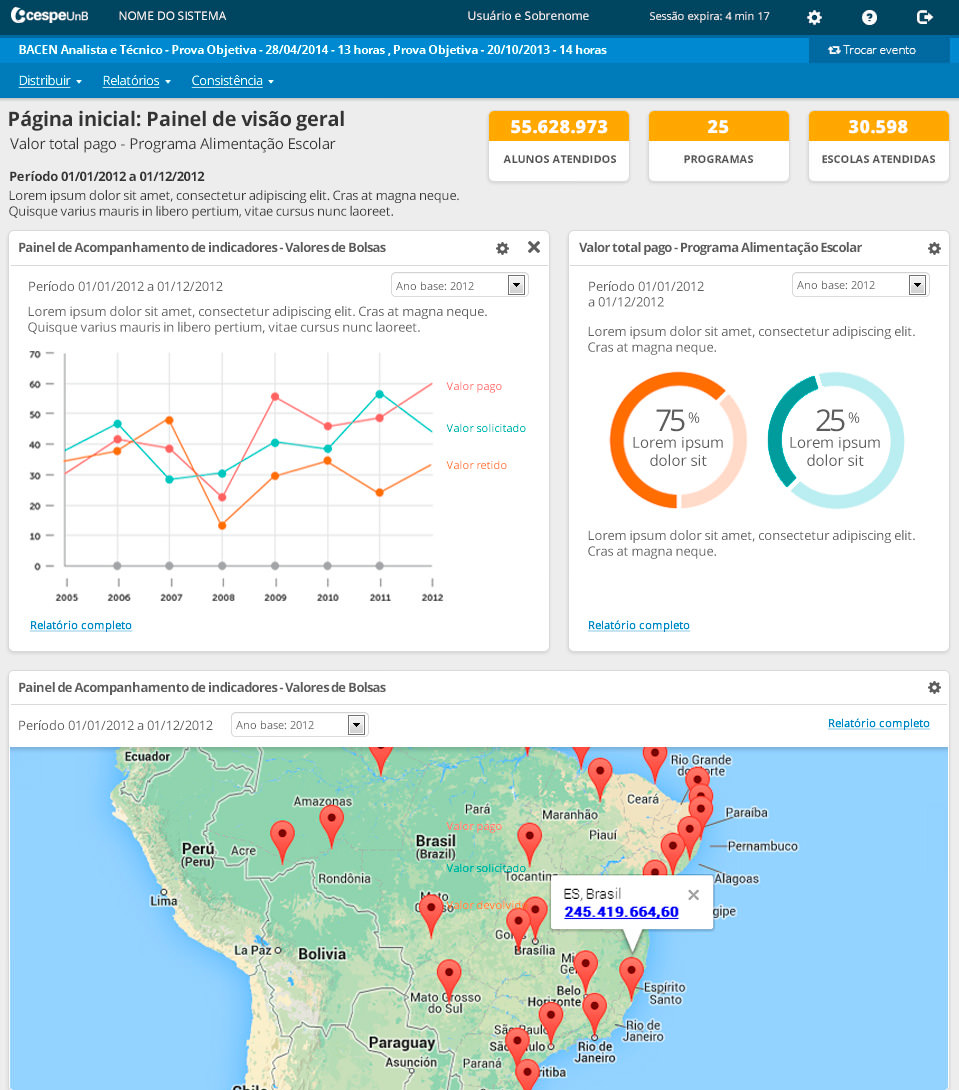 cespeUnB
NOME DO SISTEMA
Usuário e Sobrenome
Sessão expira: 4 min 17
?
BACEN Analista e Técnico - Prova Objetiva - 28/04/2014 - 13 horas , Prova Objetiva - 20/10/2013 - 14 horas
Trocar evento
Distribuir
Relatórios
Consistência
Página inicial: Painel de visão geral
Valor total pago - Programa Alimentação Escolar
Período 01/01/2012 a 01/12/2012
Lorem ipsum dolor sit amet, consectetur adipiscing elit. Cras at magna neque.
Quisque varius mauris in libero pertium, vitae cursus nunc laoreet.
55.628.973
ALUNOS ATENDIDOS
25
PROGRAMAS
30.598
ESCOLAS ATENDIDAS
Painel de Acompanhamento de indicadores - Valores de Bolsas
Período 01/01/2012 a 01/12/2012
Ano base: 2012
Lorem ipsum dolor sit amet, consectetur adipiscing elit. Cras at magna neque.
Quisque varius mauris in libero pertium, vitae cursus nunc laoreet.
70
60
50
40
30
20
10
0
2005
2006
2007
2008
2009
2010
2011
2012
Valor pago
Valor solicitado
Valor retido
Relatório completo
Valor total pago - Programa Alimentação Escolar
Período 01/01/2012
a 01/12/2012
Ano base: 2012
Lorem ipsum dolor sit amet, consectetur adipiscing elit.
Cras at magna neque.
75 %
Lorem ipsum
dolor sit
25 %
Lorem ipsum
dolor sit
Lorem ipsum dolor sit amet, consectetur adipiscing elit.
Cras at magna neque.
Relatório completo
Painel de Acompanhamento de indicadores - Valores de Bolsas
Período 01/01/2012 a 01/12/2012
Ano base: 2012
Relatório completo
Ecuador
Rio Grande
Amazonas
Pará
Maranhão
Ceará
Paraíba
Valor pago
Piauí
Brasil
(Brazil)
Perú
(Peru)
Acre
Pernambuco
Valor solicitado
Tocantins
Rondônia
Alagoas
ES, Brasil
245.419.664,60
Lima
Brasília
La Paz
Bolivia
Belo
Horizonte
Espírito
Santo
Mato Grosso
do Sul
Rio de
Janeiro
Rio de
Janeiro
Paraguay
Asunción
Paraná
Chile